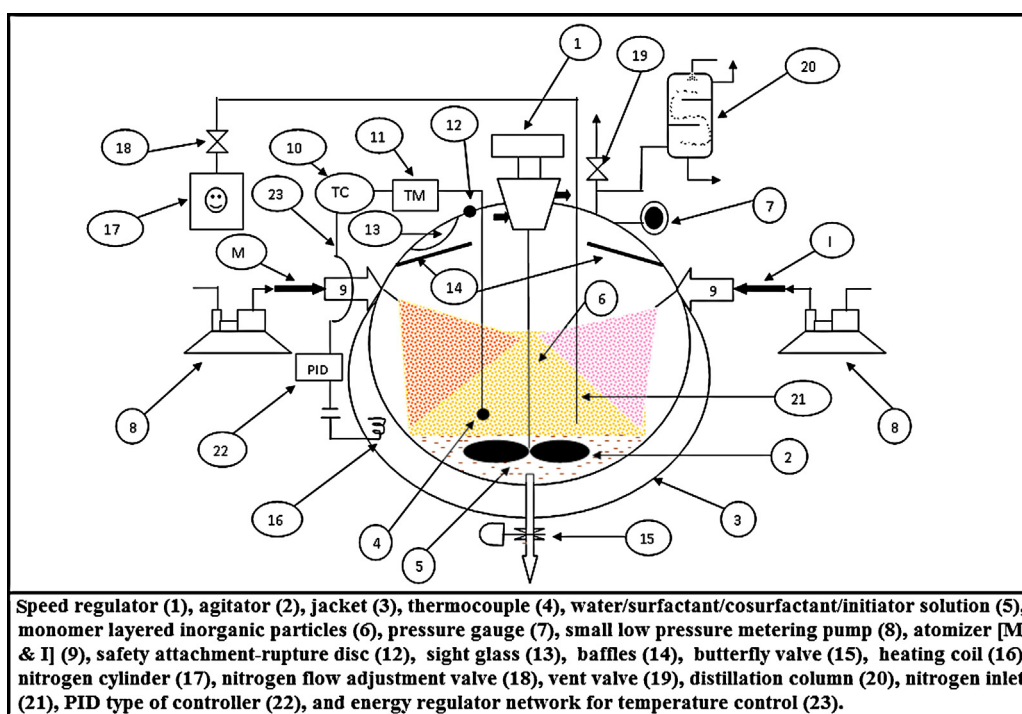 1
19
20
12
11
18
10
TC
TM
23
17
13
7
M
I
14
9
9
6
PID
8
21
8
22
2
16
4
5
15
3
Speed regulator (1), agitator (2), jacket (3), thermocouple (4), water/surfactant/cosurfactant/initiator solution (5),
monomer layered inorganic particles (6), pressure gauge (7), small low pressure metering pump (8), atomizer [M
& I] (9), safety attachment-rupture disc (12), sight glass (13), baffles (14), butterfly valve (15), heating coil (16)
nitrogen cylinder (17), nitrogen flow adjustment valve (18), vent valve (19), distillation column (20), nitrogen inlet
(21), PID type of controller (22), and energy regulator network for temperature control (23).